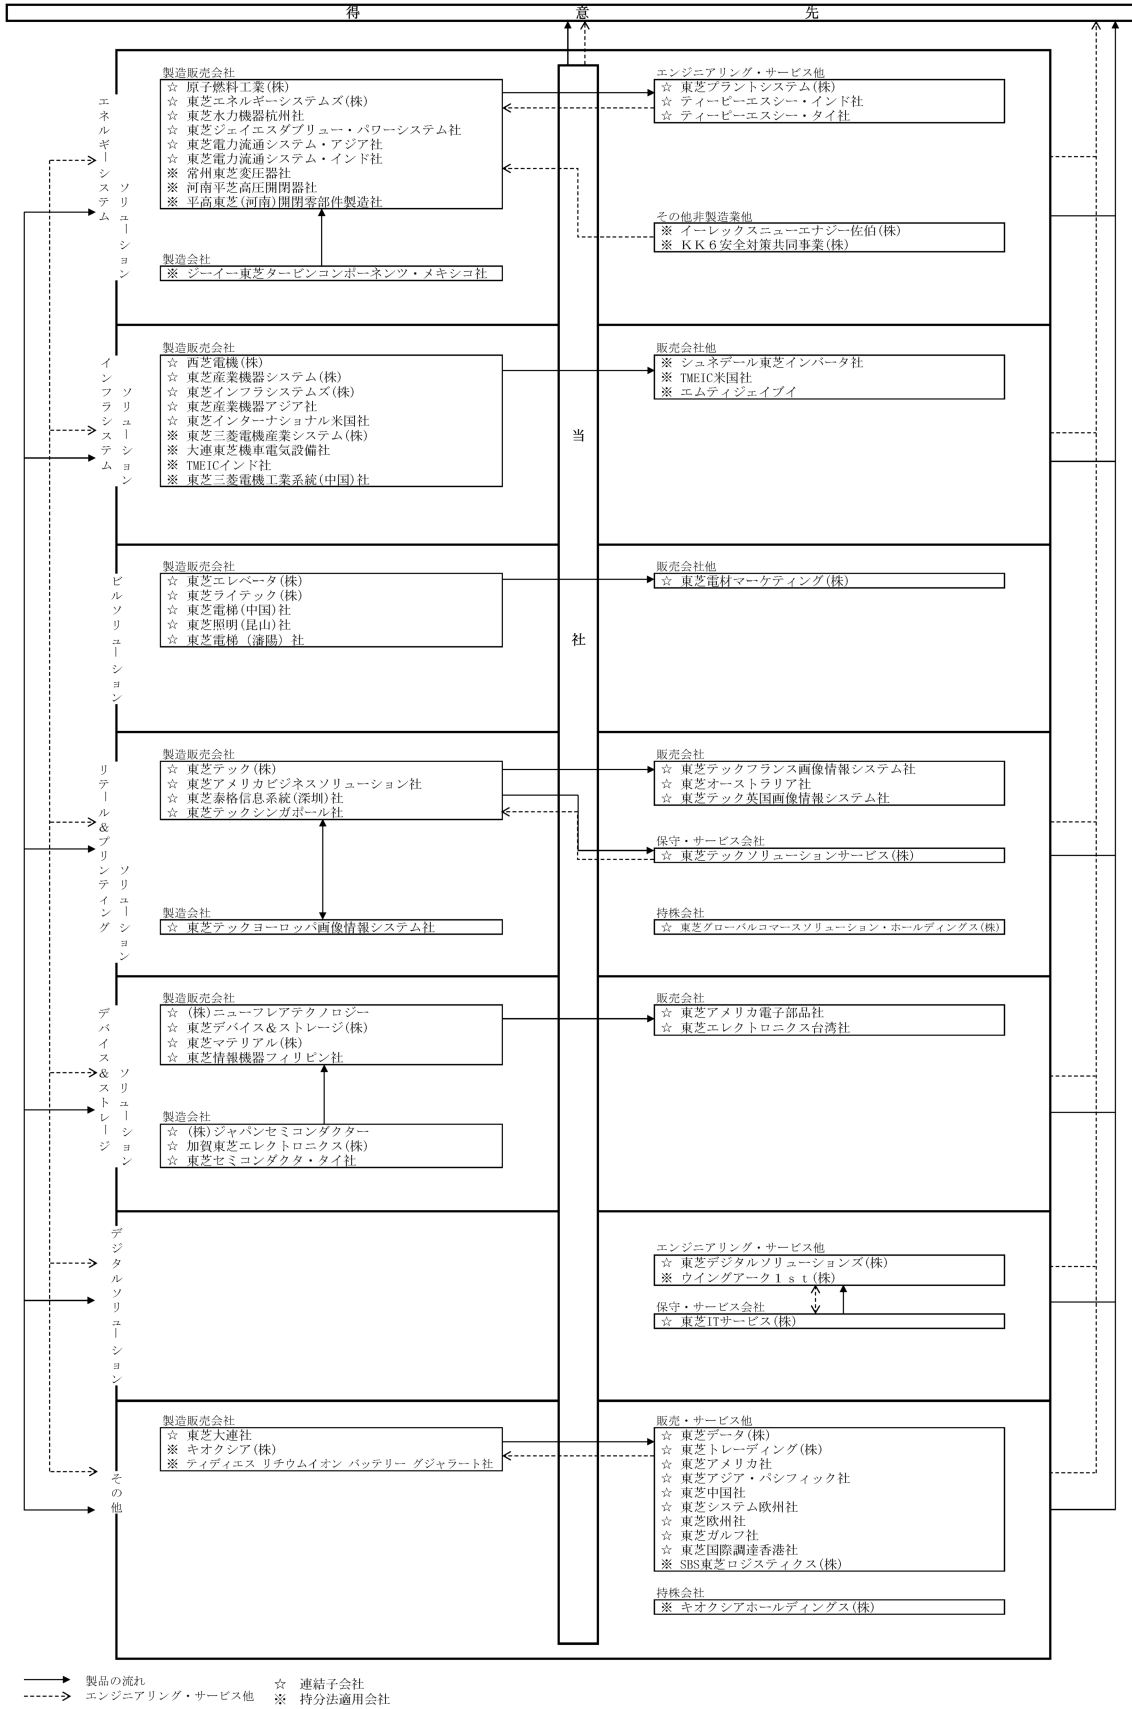 得意先
当社
エネルギーシステムソリューション
製造販売会社
☆ 原子燃料工業(株)
☆ 東芝エネルギーシステムズ(株)
☆ 東芝水力機器杭州社
☆ 東芝ジェイエスダブリュー・パワーシステム社
☆ 東芝電力流通システム・アジア社
☆ 東芝電力流通システム・インド社
※ 常州東芝変圧器社
※ 河南平芝高圧開閉器社
※ 平高東芝(河南)開閉零部件製造社
製造会社
※ ジーイー東芝タービンコンポーネンツ・メキシコ社
エンジニアリング・サービス他
☆ 東芝プラントシステム(株)
☆ ティーピーエスシー・インド社
☆ ティーピーエスシー・タイ社
その他非製造業他
※ イーレックスニューエナジー佐伯(株)
※ KK6安全対策共同事業(株)
インフラシステムソリューション
製造販売会社
☆ 西芝電機(株)
☆ 東芝産業機器システム(株)
☆ 東芝インフラシステムズ(株)
☆ 東芝産業機器アジア社
☆ 東芝インターナショナル米国社
※ 東芝三菱電機産業システム(株)
※ 大連東芝機車電気設備社
※ TMEICインド社
※ 東芝三菱電機工業系統(中国)社
販売会社他
※ シュネデール東芝インバータ社
※ TMEIC米国社
※ エムティジェイブイ
ビルソリューション
製造販売会社
☆ 東芝エレベータ(株)
☆ 東芝ライテック(株)
☆ 東芝電梯(中国)社
☆ 東芝照明(昆山)社
☆ 東芝電梯（瀋陽）社
販売会社他
☆ 東芝電材マーケティング(株)
リテール&プリンティングソリューション
製造販売会社
☆ 東芝テック(株)
☆ 東芝アメリカビジネスソリューション社
☆ 東芝泰格信息系統(深圳)社
☆ 東芝テックシンガポール社
製造会社
☆ 東芝テックヨーロッパ画像情報システム社
販売会社
☆ 東芝テックフランス画像情報システム社
☆ 東芝オーストラリア社
☆ 東芝テック英国画像情報システム社
保守・サービス会社
☆ 東芝テックソリューションサービス(株)
持株会社
☆ 東芝グローバルコマースソリューション・ホールディングス(株)
デバイス&ストレージソリューション
製造販売会社
☆ (株)ニューフレアテクノロジー
☆ 東芝デバイス&ストレージ(株)
☆ 東芝マテリアル(株)
☆ 東芝情報機器フィリピン社
製造会社
☆ (株)ジャパンセミコンダクター
☆ 加賀東芝エレクトロニクス(株)
☆ 東芝セミコンダクタ・タイ社
販売会社
☆ 東芝アメリカ電子部品社
☆ 東芝エレクトロニクス台湾社
デジタルソリューション
エンジニアリング・サービス他
☆ 東芝デジタルソリューションズ(株)
※ ウイングアーク1st(株)
保守・サービス会社
☆ 東芝ITサービス(株)
その他
製造販売会社
☆ 東芝大連社
※ キオクシア(株)
※ ティディエス リチウムイオン バッテリー グジャラート社
販売・サービス他
☆ 東芝データ(株)
☆ 東芝トレーディング(株)
☆ 東芝アメリカ社
☆ 東芝アジア・パシフィック社
☆ 東芝中国社
☆ 東芝システム欧州社
☆ 東芝欧州社
☆ 東芝ガルフ社
☆ 東芝国際調達香港社
※ SBS東芝ロジスティクス(株)
持株会社
※ キオクシアホールディングス(株)
製品の流れ
エンジニアリング・サービス他
☆ 連結子会社
※ 持分法適用会社